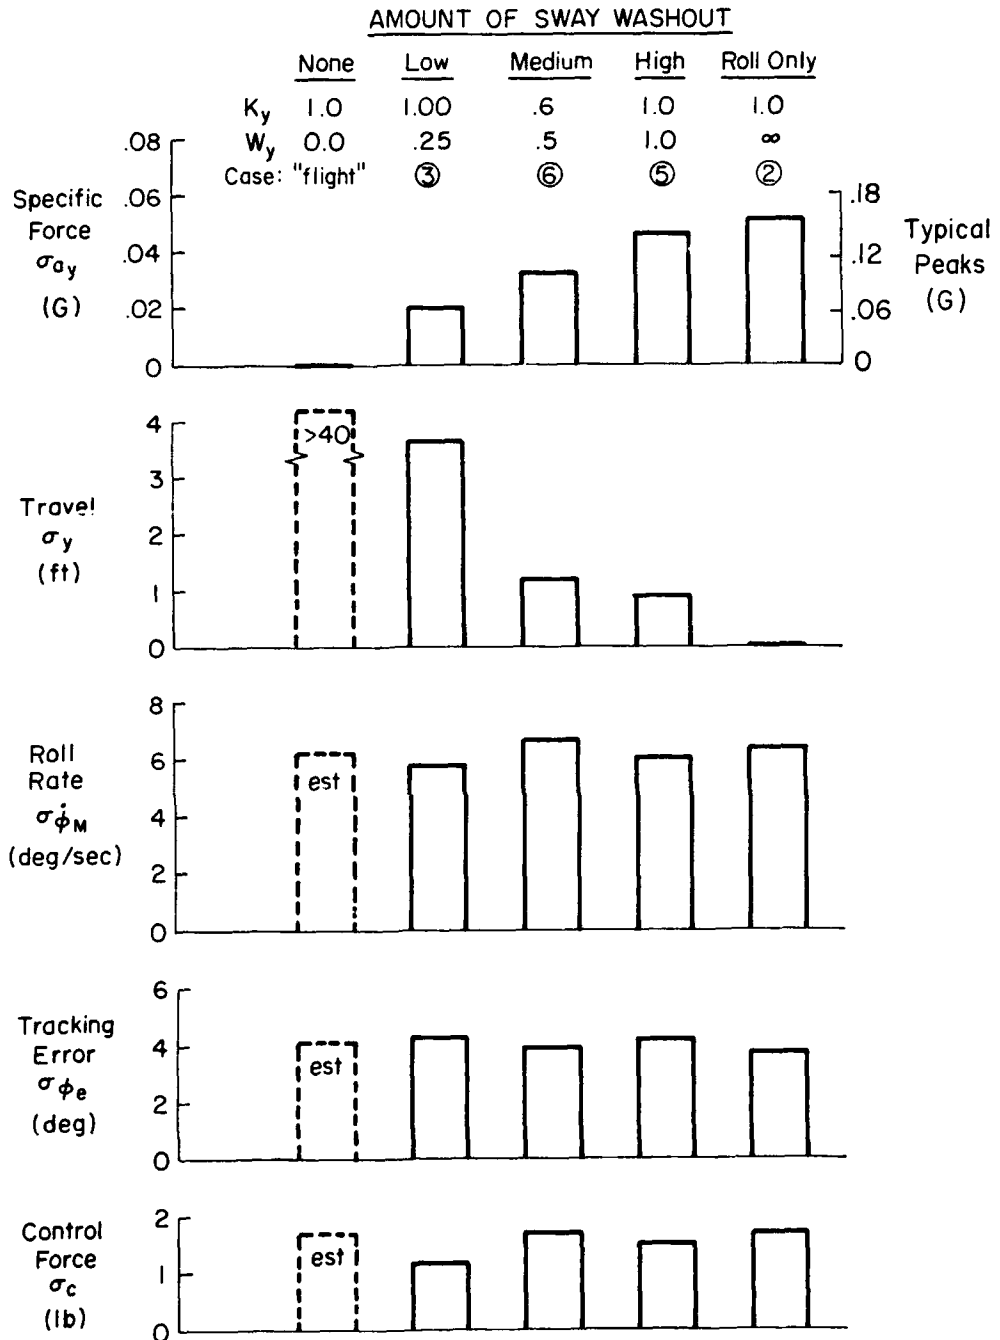 AMOUNT OF SWAY WASHOUT
None Low Medium High Roll Only
Ky 1.0 1.00 .6 1.0 1.0
Wy 0.0 .25 .5 1.0 ∞
Case: "flight" ③ ⑥ ⑤ ②
Specific
Force
σay
(G)
.08
.06
.04
.02
0
.18
.12
.06
0
Typical
Peaks
(G)
Travel
σy
(ft)
4
3
2
1
0
>40
Roll
Rate
σφ̇M
(deg/sec)
8
6
4
2
0
est
Tracking
Error
σφe
(deg)
6
4
2
0
est
Control
Force
σc
(lb)
2
1
0
est